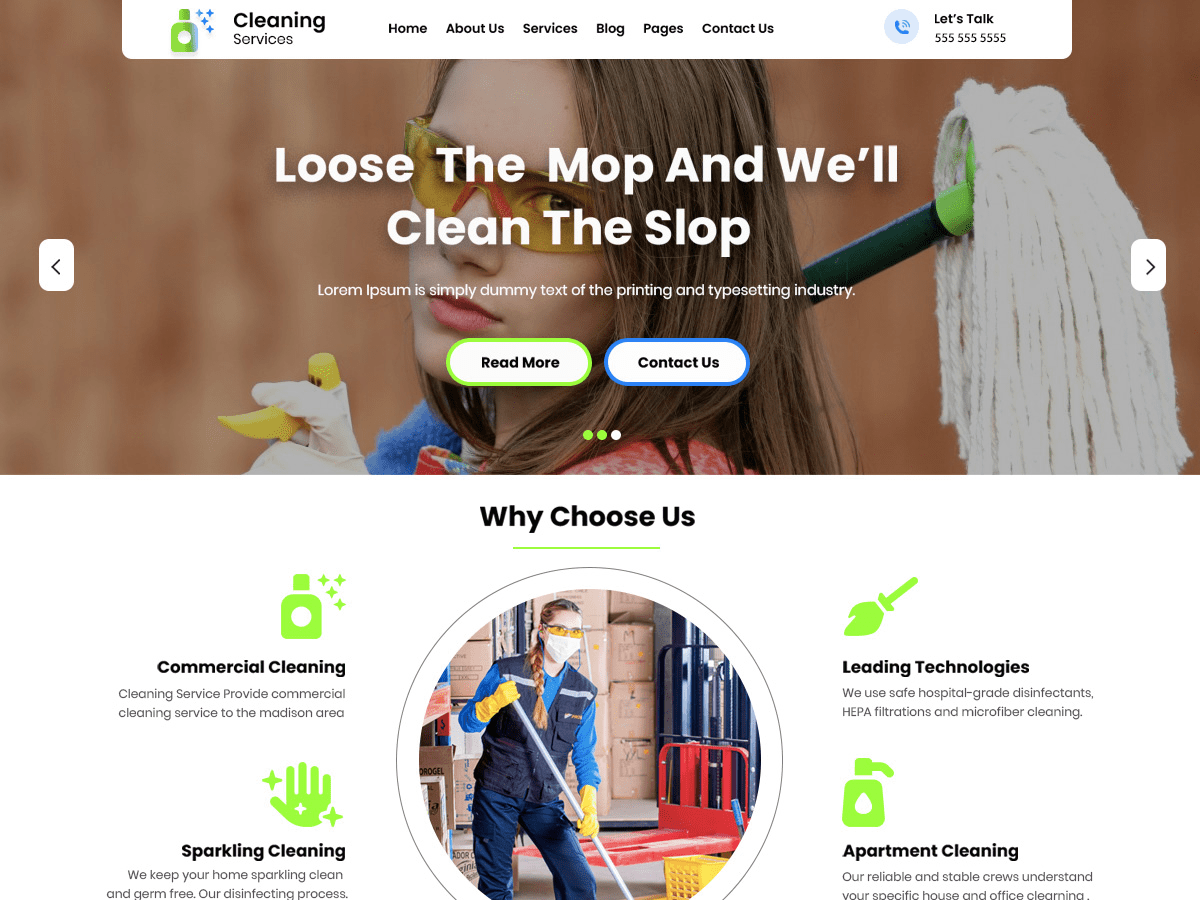 Cleaning
Services
Home About Us Services Blog Pages Contact Us
Let's Talk
555 555 5555
Loose The Mop And We'll
Clean The Slop
Lorem Ipsum is simply dummy text of the printing and typesetting industry.
Read More Contact Us
Why Choose Us
Commercial Cleaning
Cleaning Service Provide commercial
cleaning service to the madison area
Leading Technologies
We use safe hospital-grade disinfectants,
HEPA filtrations and microfiber cleaning.
Sparkling Cleaning
We keep your home sparkling clean
and germ free. Our disinfecting process.
Apartment Cleaning
Our reliable and stable crews understand
your specific house and office clearning .